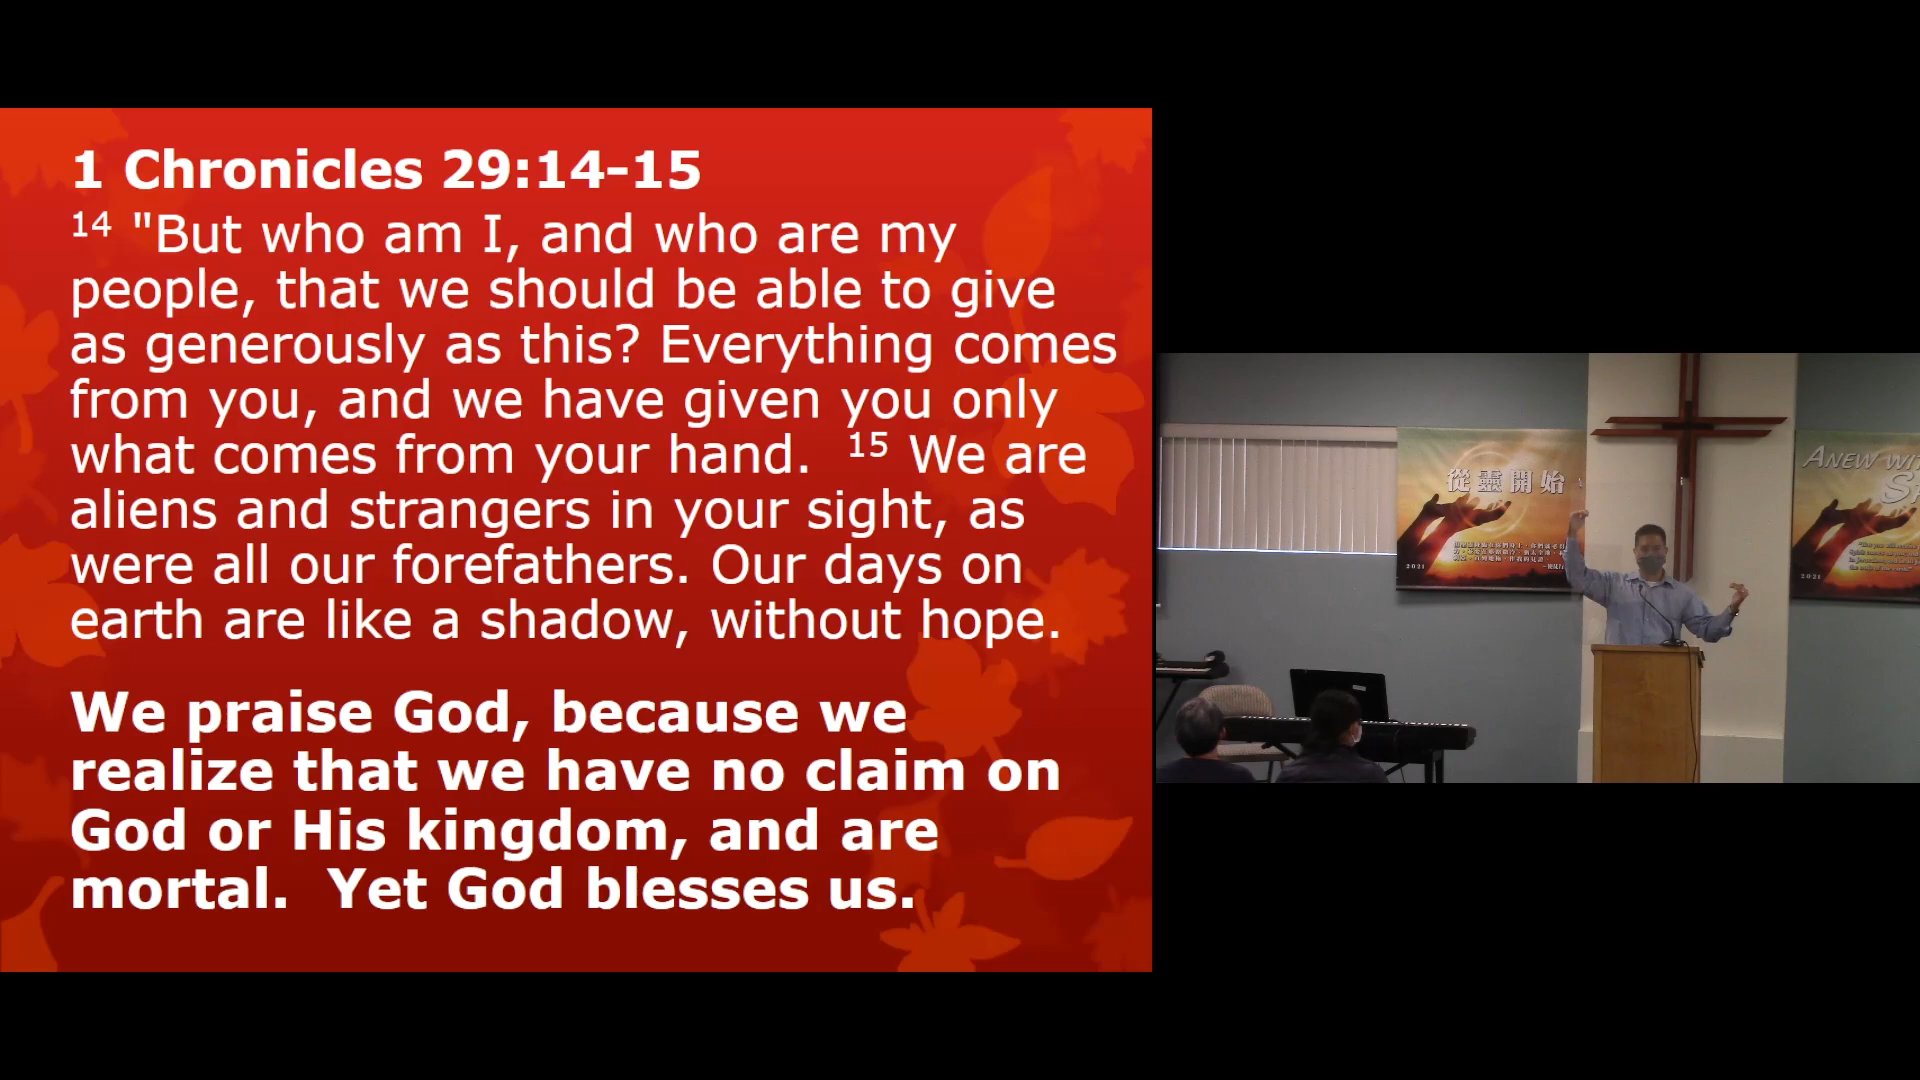 1 Chronicles 29:14-15
14 "But who am I, and who are my
people, that we should be able to give
as generously as this? Everything comes
from you, and we have given you only
what comes from your hand. 15 We are
aliens and strangers in your sight, as
were all our forefathers. Our days on
earth are like a shadow, without hope.
We praise God, because we
realize that we have no claim on
God or His kingdom, and are
mortal. Yet God blesses us.
從靈開始
2021
ANEW
2021